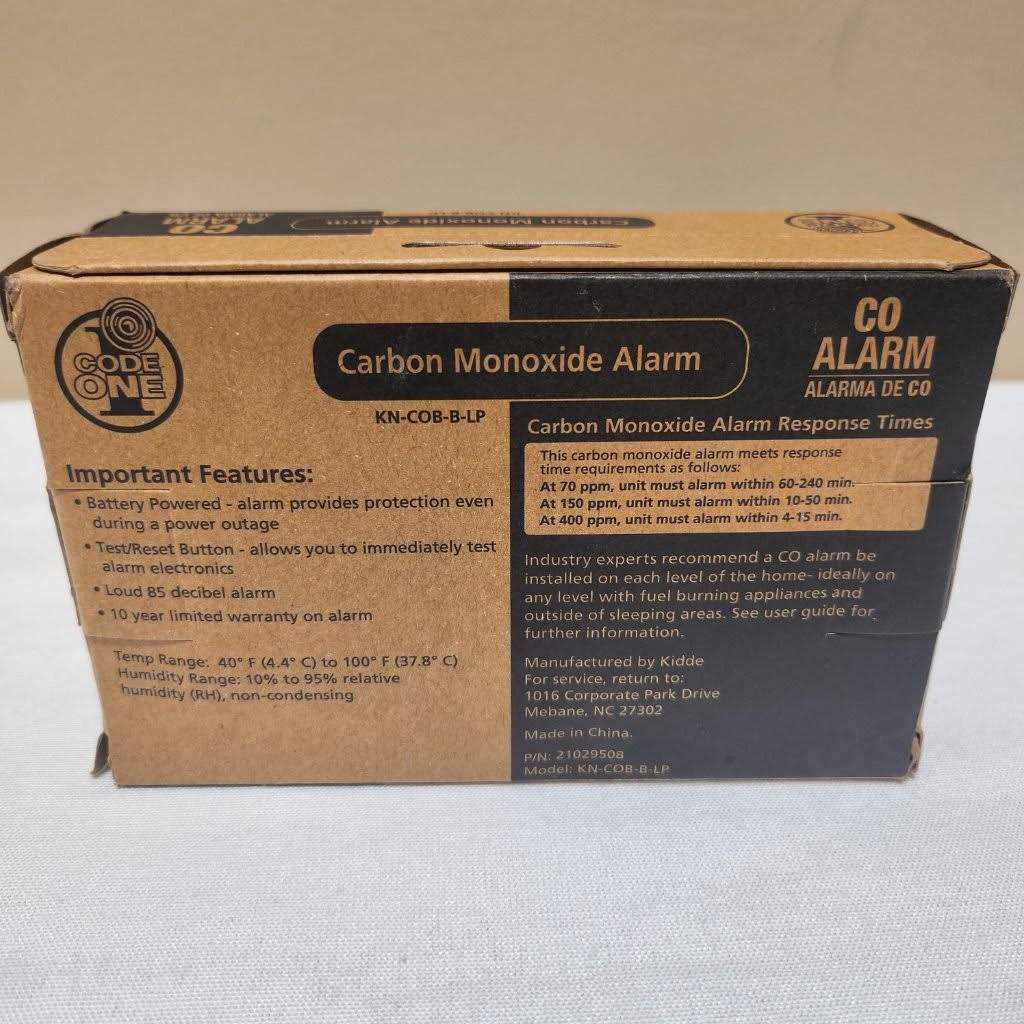 CO
ALARM
Carbon Monoxide Alarm
CODE
ONE
1
Carbon Monoxide Alarm
KN-COB-B-LP
Important Features:
• Battery Powered - alarm provides protection even
during a power outage
• Test/Reset Button - allows you to immediately test
alarm electronics
• Loud 85 decibel alarm
• 10 year limited warranty on alarm
Temp Range: 40° F (4.4° C) to 100° F (37.8° C)
Humidity Range: 10% to 95% relative
humidity (RH), non-condensing
CO
ALARM
ALARMA DE CO
Carbon Monoxide Alarm Response Times
This carbon monoxide alarm meets response
time requirements as follows:
At 70 ppm, unit must alarm within 60-240 min.
At 150 ppm, unit must alarm within 10-50 min.
At 400 ppm, unit must alarm within 4-15 min.
Industry experts recommend a CO alarm be
installed on each level of the home- ideally on
any level with fuel burning appliances and
outside of sleeping areas. See user guide for
further information.
Manufactured by Kidde
For service, return to:
1016 Corporate Park Drive
Mebane, NC 27302
Made in China.
P/N: 21029508
Model: KN-COB-B-LP